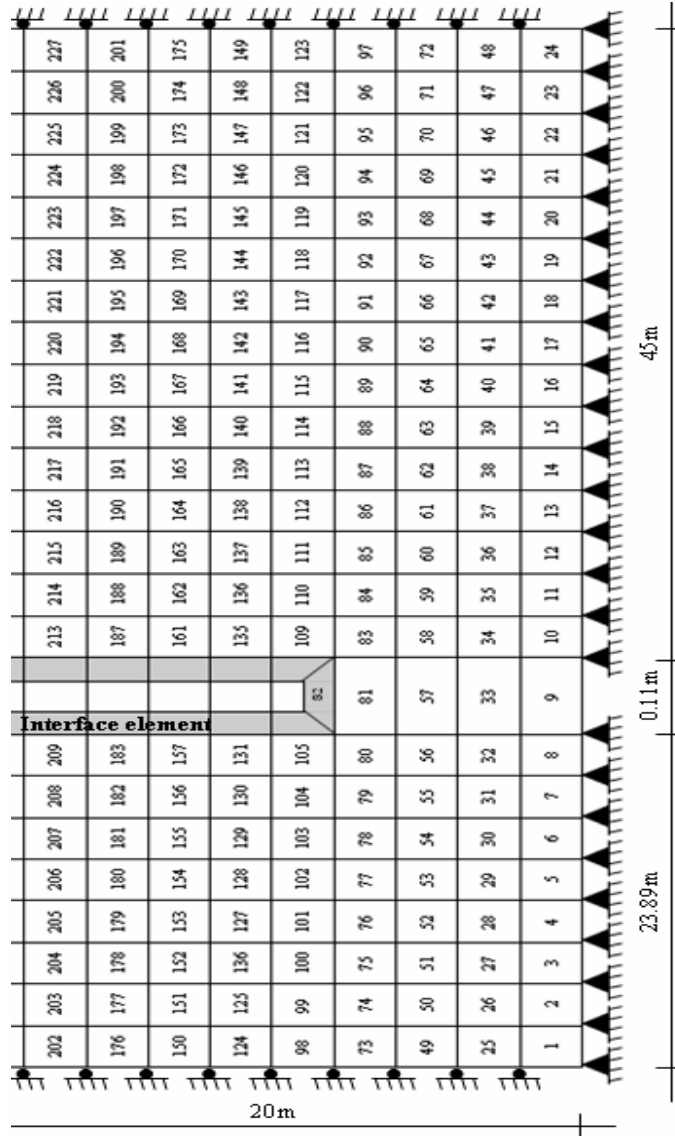 227 201 175 149 123 97 72 48 24
226 200 174 148 122 96 71 47 23
225 199 173 147 121 95 70 46 22
224 198 172 146 120 94 69 45 21
223 197 171 145 119 93 68 44 20
222 196 170 144 118 92 67 43 19
221 195 169 143 117 91 66 42 18
220 194 168 142 116 90 65 41 17
45m
219 193 167 141 115 89 64 40 16
218 192 166 140 114 88 63 39 15
217 191 165 139 113 87 62 38 14
216 190 164 138 112 86 61 37 13
215 189 163 137 111 85 60 36 12
214 188 162 136 110 84 59 35 11
213 187 161 135 109 83 58 34 10
82 81 57 33 9
0.11m
Interface element
209 183 157 131 105 80 56 32 8
208 182 156 130 104 79 55 31 7
207 181 155 129 103 78 54 30 6
206 180 154 128 102 77 53 29 5
23.89m
205 179 153 127 101 76 52 28 4
204 178 152 136 100 75 51 27 3
203 177 151 125 99 74 50 26 2
202 176 150 124 98 73 49 25 1
20m